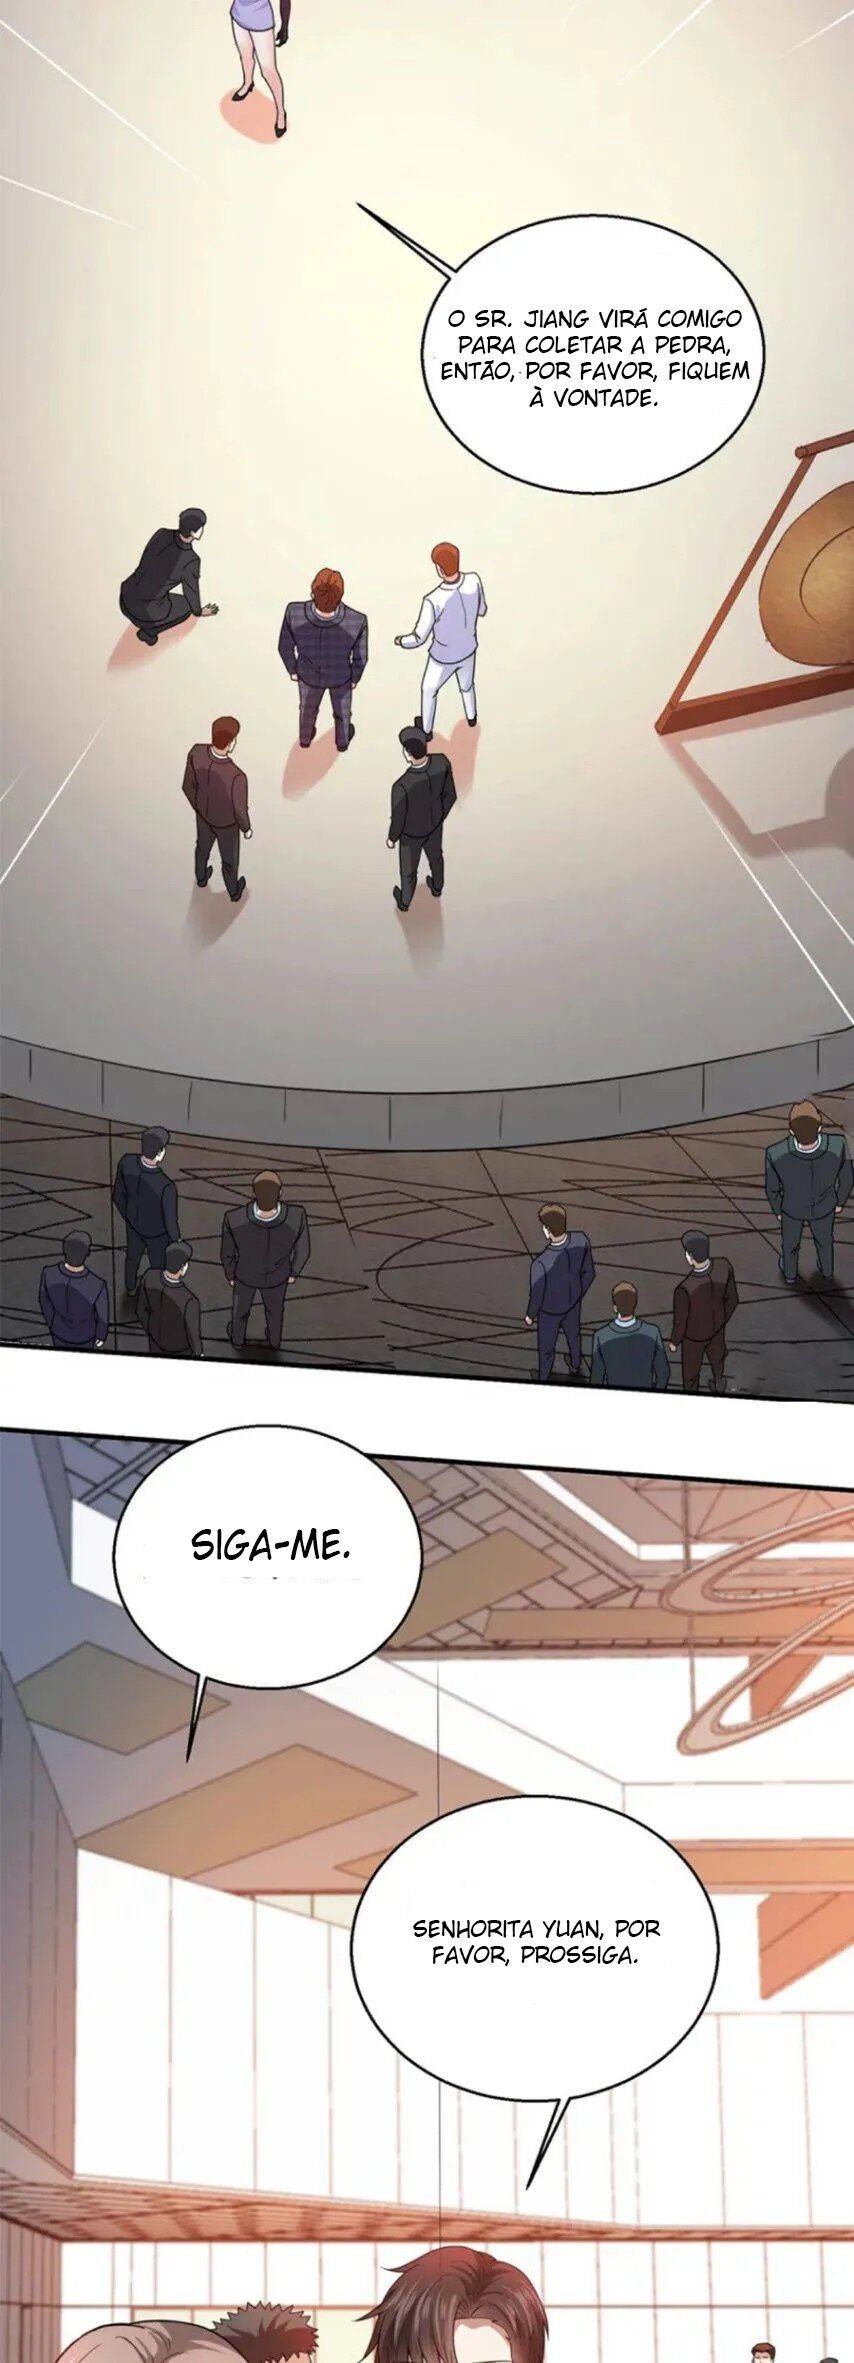 O SR. JIANG VIRÁ COMIGO
PARA COLETAR A PEDRA,
ENTÃO, POR FAVOR, FIQUEM
À VONTADE.
SIGA-ME.
SENHORITA YUAN, POR
FAVOR, PROSSIGA.